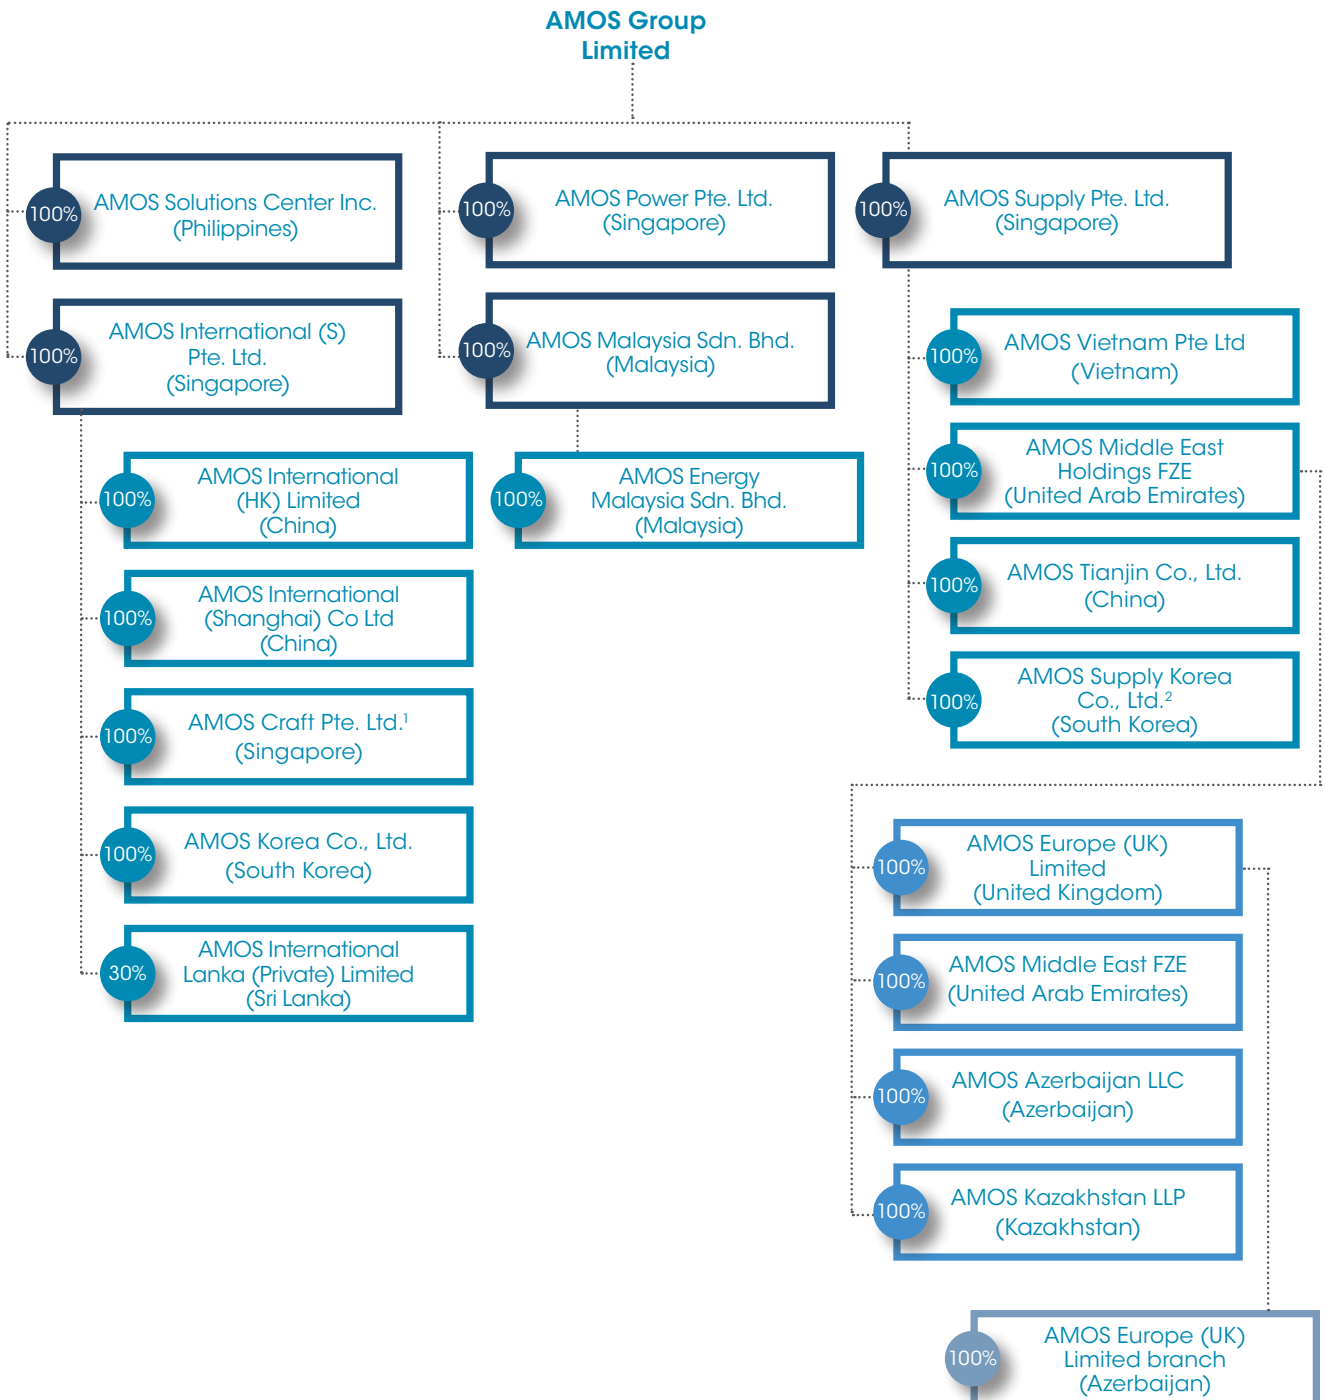 AMOS Group
Limited
100%
AMOS Solutions Center Inc.
(Philippines)
100%
AMOS International (S)
Pte. Ltd.
(Singapore)
100%
AMOS International
(HK) Limited
(China)
100%
AMOS International
(Shanghai) Co Ltd
(China)
100%
AMOS Craft Pte. Ltd.¹
(Singapore)
100%
AMOS Korea Co., Ltd.
(South Korea)
30%
AMOS International
Lanka (Private) Limited
(Sri Lanka)
100%
AMOS Power Pte. Ltd.
(Singapore)
100%
AMOS Malaysia Sdn. Bhd.
(Malaysia)
100%
AMOS Energy
Malaysia Sdn. Bhd.
(Malaysia)
100%
AMOS Supply Pte. Ltd.
(Singapore)
100%
AMOS Vietnam Pte Ltd
(Vietnam)
100%
AMOS Middle East
Holdings FZE
(United Arab Emirates)
100%
AMOS Tianjin Co., Ltd.
(China)
100%
AMOS Supply Korea
Co., Ltd.²
(South Korea)
100%
AMOS Europe (UK)
Limited
(United Kingdom)
100%
AMOS Middle East FZE
(United Arab Emirates)
100%
AMOS Azerbaijan LLC
(Azerbaijan)
100%
AMOS Kazakhstan LLP
(Kazakhstan)
100%
AMOS Europe (UK)
Limited branch
(Azerbaijan)